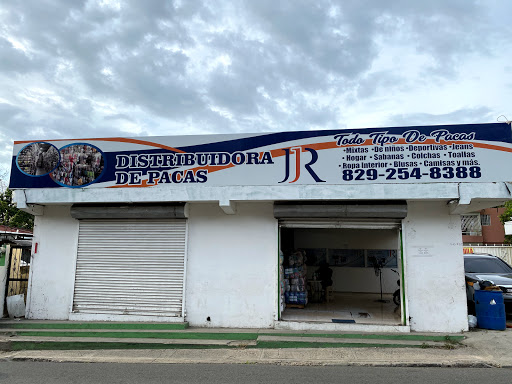 DISTRIBUIDORA
DE PACAS
JJR
Todo Tipo De Pacas
•Mixtas •De niños •Deportivas •Jeans
• Hogar • Sabanas • Colchas • Toallas
• Ropa Interior • Blusas • Camisas y más.
829-254-8388